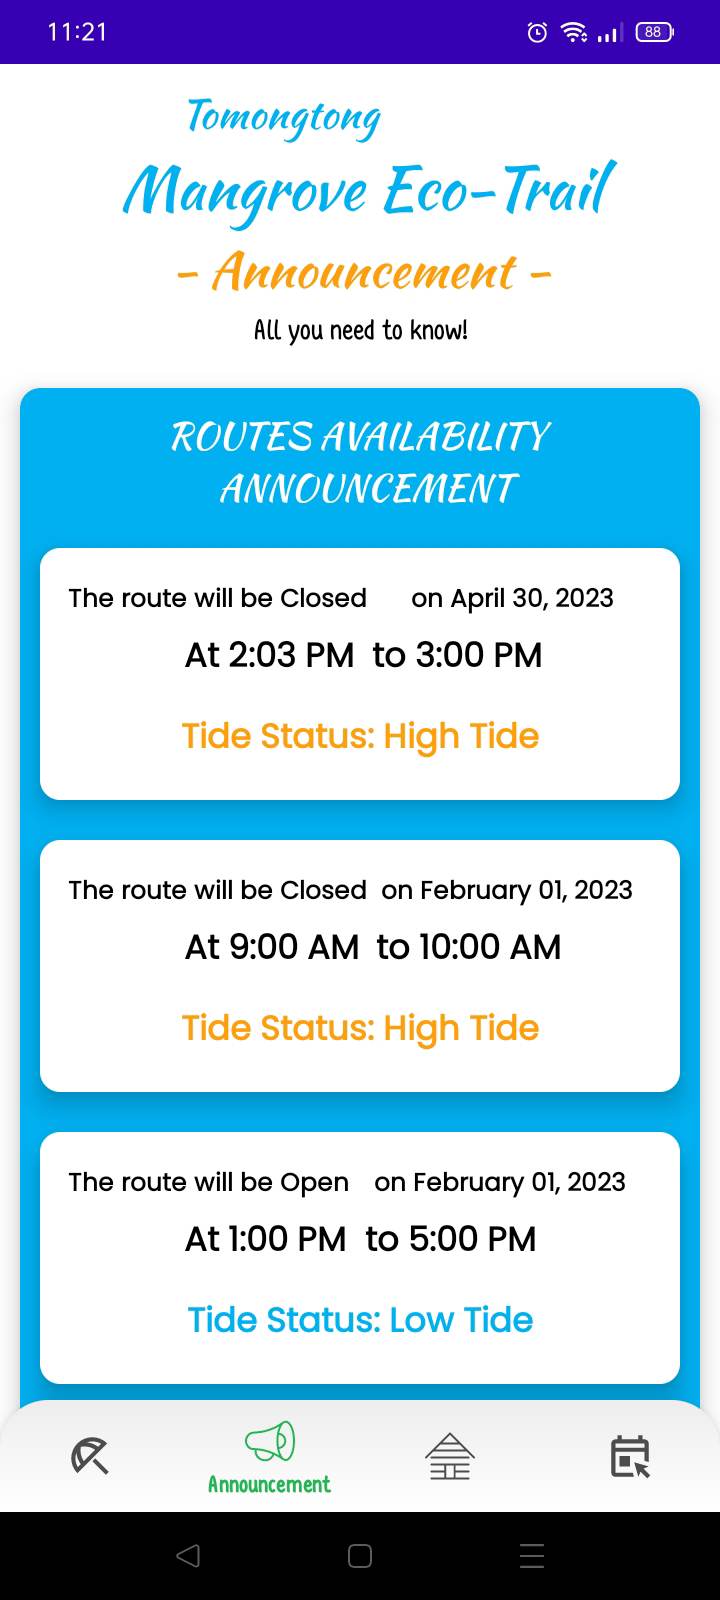 11:21
88
Tomongtong
Mangrove Eco-Trail
- Announcement -
All you need to know!
ROUTES AVAILABILITY
ANNOUNCEMENT
The route will be Closed on April 30, 2023
At 2:03 PM to 3:00 PM
Tide Status: High Tide
The route will be Closed on February 01, 2023
At 9:00 AM to 10:00 AM
Tide Status: High Tide
The route will be Open on February 01, 2023
At 1:00 PM to 5:00 PM
Tide Status: Low Tide
Announcement